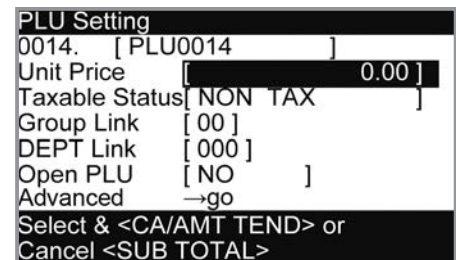 PLU Setting
0014. [ PLU0014 ]
Unit Price [ 0.00 ]
Taxable Status[ NON TAX ]
Group Link [ 00 ]
DEPT Link [ 000 ]
Open PLU [ NO ]
Advanced →go
Select & <CA/AMT TEND> or
Cancel <SUB TOTAL>